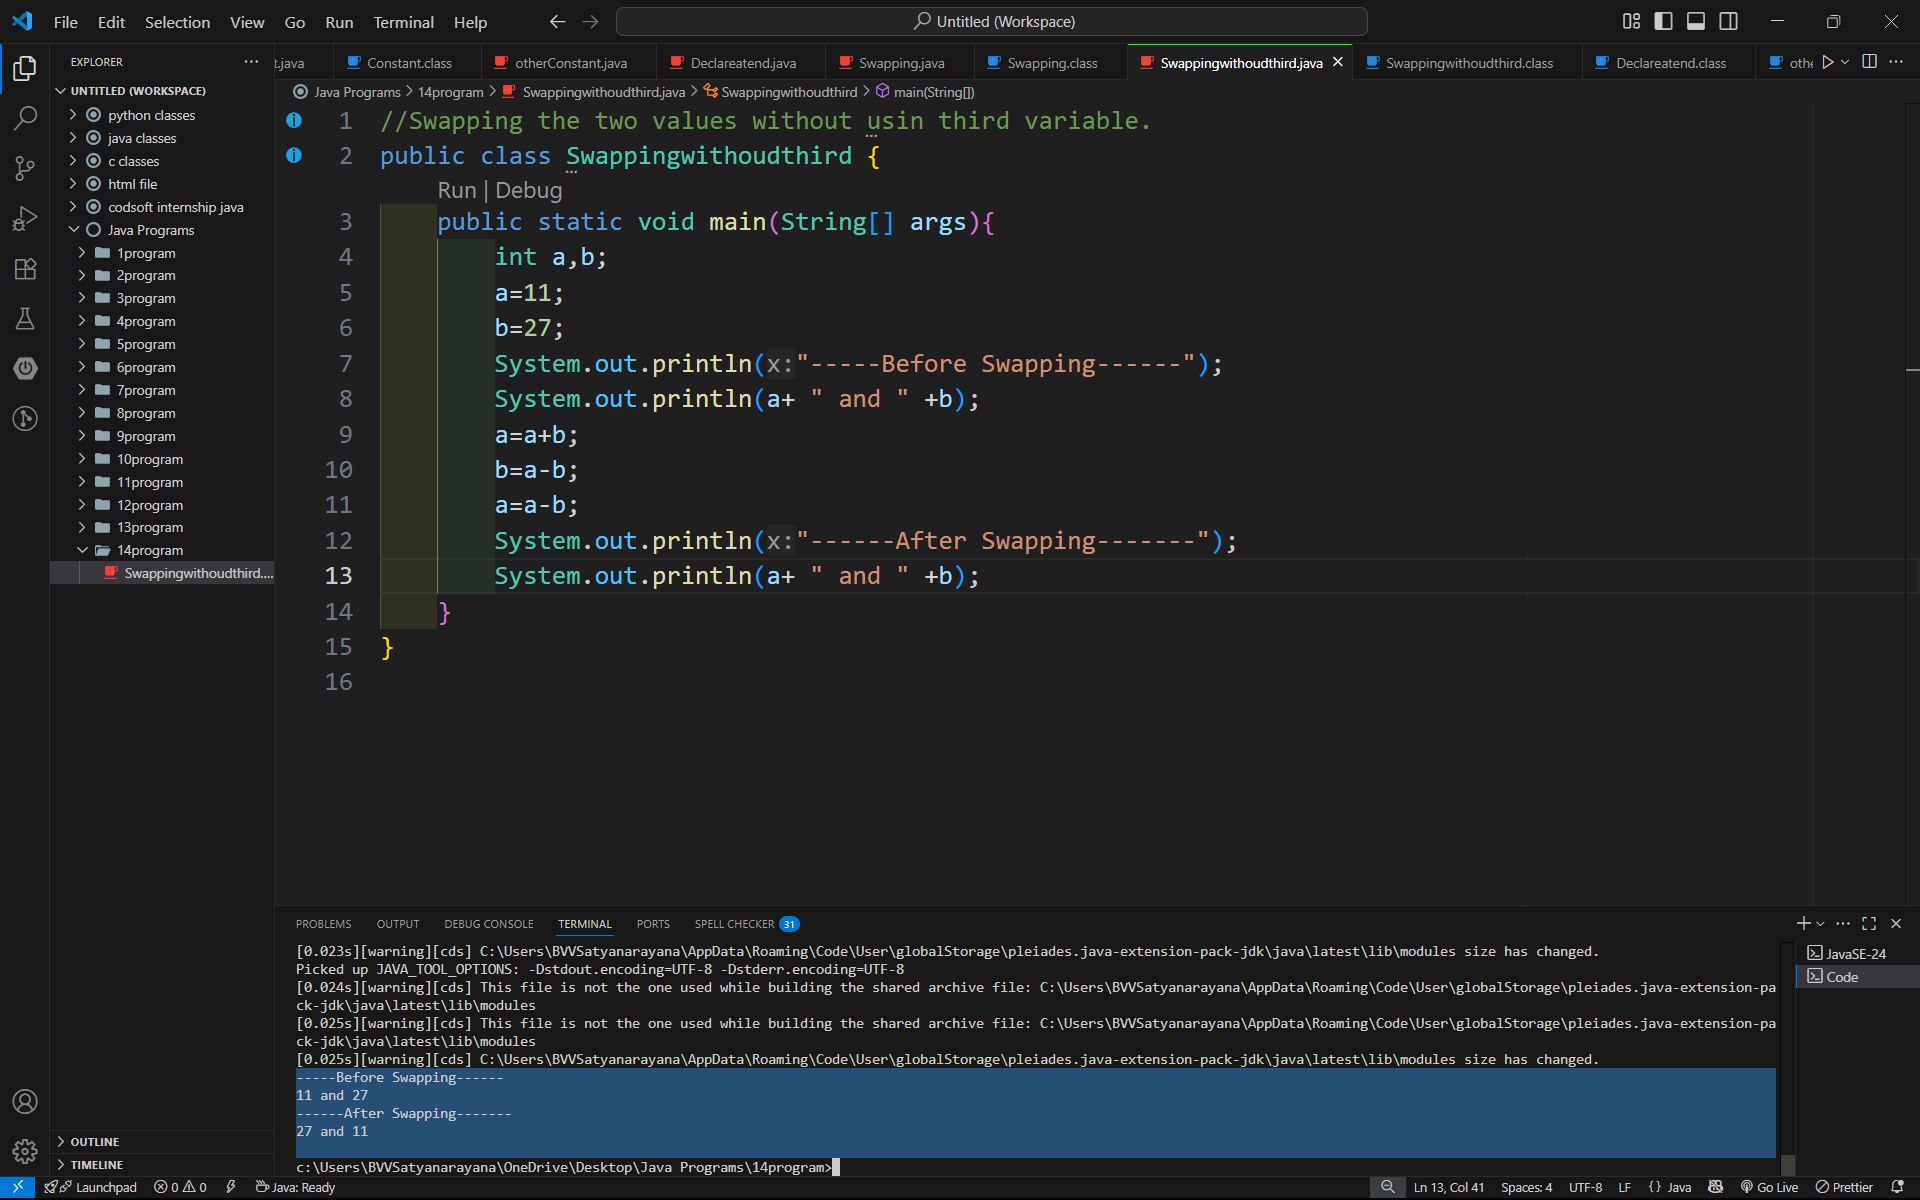 File Edit Selection View Go Run Terminal Help
Untitled (Workspace)
EXPLORER
UNTITLED (WORKSPACE)
python classes
java classes
c classes
html file
codsoft internship java
Java Programs
1program
2program
3program
4program
5program
6program
7program
8program
9program
10program
11program
12program
13program
14program
Swappingwithoudthird....
OUTLINE
TIMELINE
t.java Constant.class otherConstant.java Declareatend.java Swapping.java Swapping.class Swappingwithoudthird.java Swappingwithoudthird.class Declareatend.class othe
Java Programs > 14program > Swappingwithoudthird.java > Swappingwithoudthird > main(String[])
1 //Swapping the two values without usin third variable.
2 public class Swappingwithoudthird {
Run | Debug
3 public static void main(String[] args){
4 int a,b;
5 a=11;
6 b=27;
7 System.out.println(x:"-----Before Swapping------");
8 System.out.println(a+ " and " +b);
9 a=a+b;
10 b=a-b;
11 a=a-b;
12 System.out.println(x:"------After Swapping-------");
13 System.out.println(a+ " and " +b);
14 }
15 }
16
PROBLEMS OUTPUT DEBUG CONSOLE TERMINAL PORTS SPELL CHECKER 31
[0.023s][warning][cds] C:\Users\BVVSatyanarayana\AppData\Roaming\Code\User\globalStorage\pleiades.java-extension-pack-jdk\java\latest\lib\modules size has changed.
Picked up JAVA_TOOL_OPTIONS: -Dstdout.encoding=UTF-8 -Dstderr.encoding=UTF-8
[0.024s][warning][cds] This file is not the one used while building the shared archive file: C:\Users\BVVSatyanarayana\AppData\Roaming\Code\User\globalStorage\pleiades.java-extension-pa
ck-jdk\java\latest\lib\modules
[0.025s][warning][cds] This file is not the one used while building the shared archive file: C:\Users\BVVSatyanarayana\AppData\Roaming\Code\User\globalStorage\pleiades.java-extension-pa
ck-jdk\java\latest\lib\modules
[0.025s][warning][cds] C:\Users\BVVSatyanarayana\AppData\Roaming\Code\User\globalStorage\pleiades.java-extension-pack-jdk\java\latest\lib\modules size has changed.
-----Before Swapping------
11 and 27
------After Swapping-------
27 and 11
c:\Users\BVVSatyanarayana\OneDrive\Desktop\Java Programs\14program>
JavaSE-24
Code
Launchpad 0 0 Java: Ready Ln 13, Col 41 Spaces: 4 UTF-8 LF {} Java Go Live Prettier